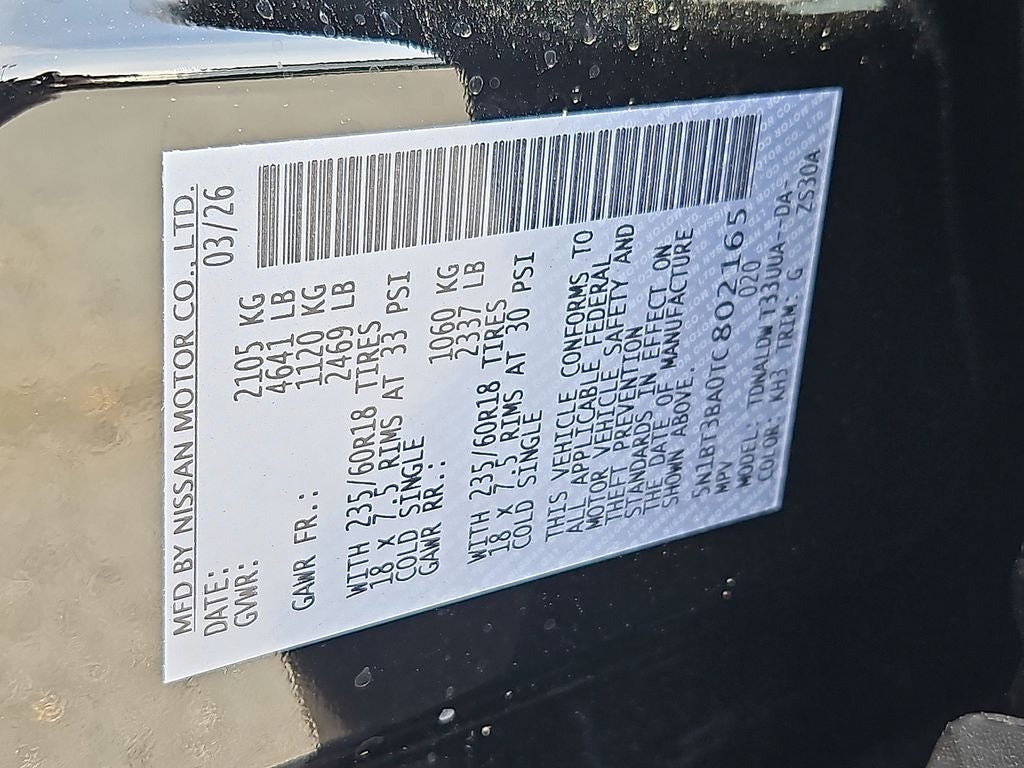 MFD BY NISSAN MOTOR CO., LTD.
DATE: 03/26
GVWR: 2105 KG
4641 LB
GAWR FR.: 1120 KG
2469 LB
WITH 235/60R18 TIRES
18 X 7.5 RIMS AT 33 PSI
COLD SINGLE
GAWR RR.: 1060 KG
2337 LB
WITH 235/60R18 TIRES
18 X 7.5 RIMS AT 30 PSI
COLD SINGLE
THIS VEHICLE CONFORMS TO
ALL APPLICABLE FEDERAL
MOTOR VEHICLE SAFETY AND
THEFT PREVENTION
STANDARDS IN EFFECT ON
THE DATE OF MANUFACTURE
SHOWN ABOVE.
5N1BT3BA0TC802165
MPV 020
MODEL: TDNALDWT33UUA--DA-
COLOR: KH3 TRIM: G ZS30A